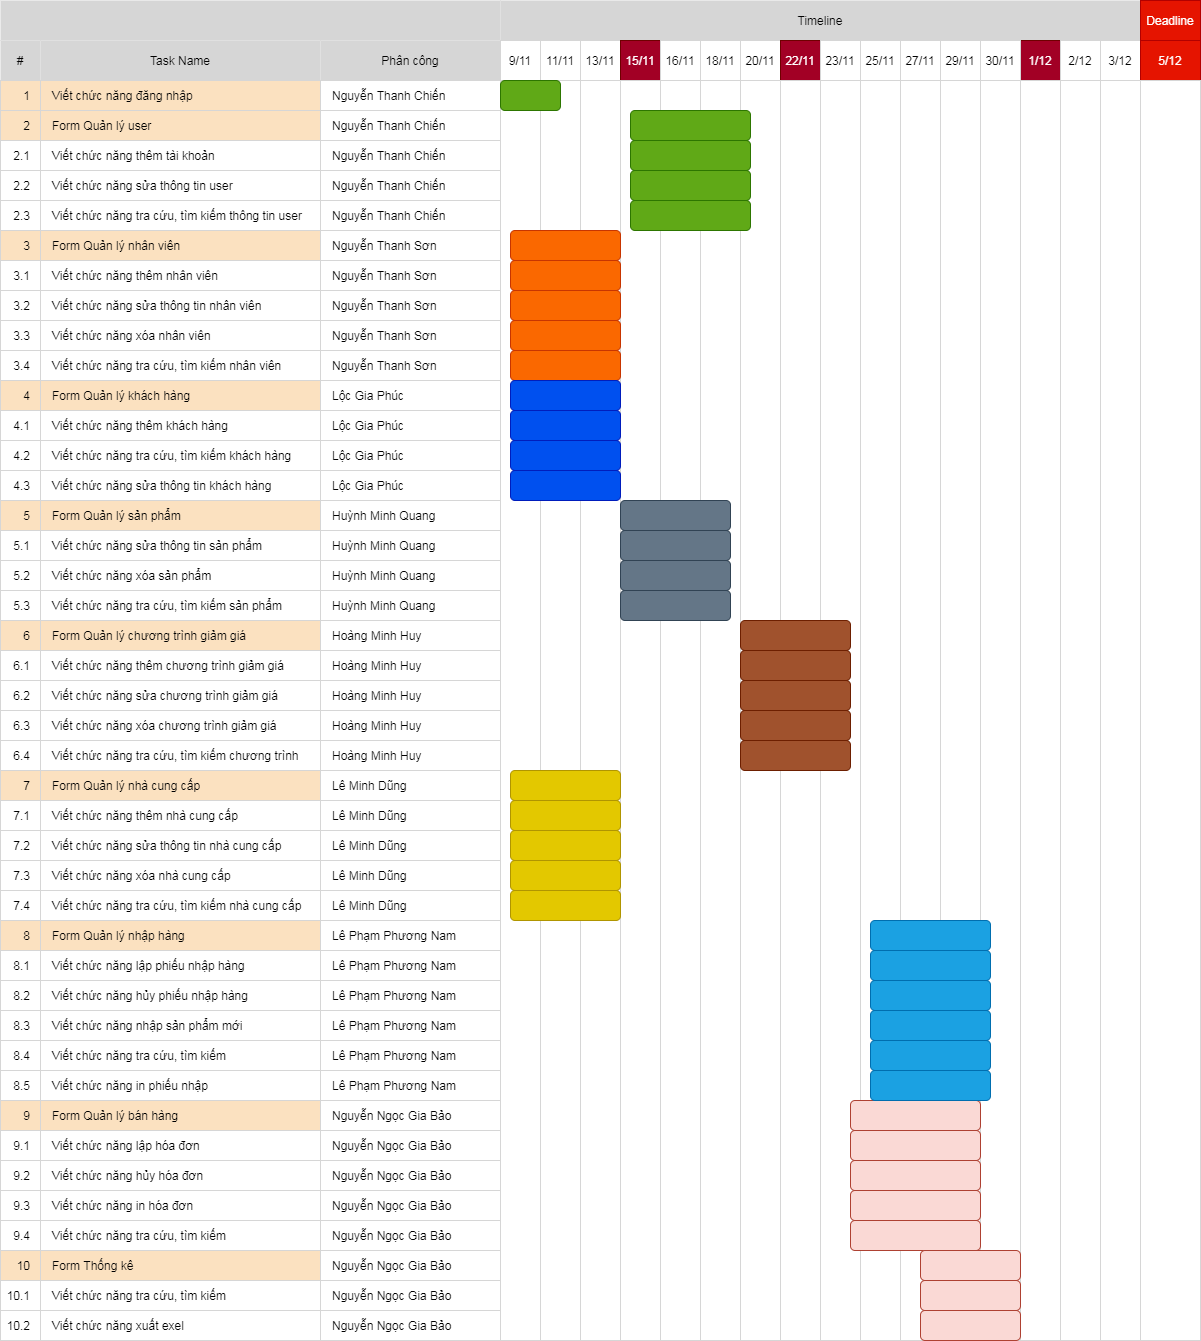 Timeline Deadline
# Task Name Phân công 9/11 11/11 13/11 15/11 16/11 18/11 20/11 22/11 23/11 25/11 27/11 29/11 30/11 1/12 2/12 3/12 5/12
1 Viết chức năng đăng nhập Nguyễn Thanh Chiến
2 Form Quản lý user Nguyễn Thanh Chiến
2.1 Viết chức năng thêm tài khoản Nguyễn Thanh Chiến
2.2 Viết chức năng sửa thông tin user Nguyễn Thanh Chiến
2.3 Viết chức năng tra cứu, tìm kiếm thông tin user Nguyễn Thanh Chiến
3 Form Quản lý nhân viên Nguyễn Thanh Sơn
3.1 Viết chức năng thêm nhân viên Nguyễn Thanh Sơn
3.2 Viết chức năng sửa thông tin nhân viên Nguyễn Thanh Sơn
3.3 Viết chức năng xóa nhân viên Nguyễn Thanh Sơn
3.4 Viết chức năng tra cứu, tìm kiếm nhân viên Nguyễn Thanh Sơn
4 Form Quản lý khách hàng Lộc Gia Phúc
4.1 Viết chức năng thêm khách hàng Lộc Gia Phúc
4.2 Viết chức năng tra cứu, tìm kiếm khách hàng Lộc Gia Phúc
4.3 Viết chức năng sửa thông tin khách hàng Lộc Gia Phúc
5 Form Quản lý sản phẩm Huỳnh Minh Quang
5.1 Viết chức năng sửa thông tin sản phẩm Huỳnh Minh Quang
5.2 Viết chức năng xóa sản phẩm Huỳnh Minh Quang
5.3 Viết chức năng tra cứu, tìm kiếm sản phẩm Huỳnh Minh Quang
6 Form Quản lý chương trình giảm giá Hoàng Minh Huy
6.1 Viết chức năng thêm chương trình giảm giá Hoàng Minh Huy
6.2 Viết chức năng sửa chương trình giảm giá Hoàng Minh Huy
6.3 Viết chức năng xóa chương trình giảm giá Hoàng Minh Huy
6.4 Viết chức năng tra cứu, tìm kiếm chương trình Hoàng Minh Huy
7 Form Quản lý nhà cung cấp Lê Minh Dũng
7.1 Viết chức năng thêm nhà cung cấp Lê Minh Dũng
7.2 Viết chức năng sửa thông tin nhà cung cấp Lê Minh Dũng
7.3 Viết chức năng xóa nhà cung cấp Lê Minh Dũng
7.4 Viết chức năng tra cứu, tìm kiếm nhà cung cấp Lê Minh Dũng
8 Form Quản lý nhập hàng Lê Phạm Phương Nam
8.1 Viết chức năng lập phiếu nhập hàng Lê Phạm Phương Nam
8.2 Viết chức năng hủy phiếu nhập hàng Lê Phạm Phương Nam
8.3 Viết chức năng nhập sản phẩm mới Lê Phạm Phương Nam
8.4 Viết chức năng tra cứu, tìm kiếm Lê Phạm Phương Nam
8.5 Viết chức năng in phiếu nhập Lê Phạm Phương Nam
9 Form Quản lý bán hàng Nguyễn Ngọc Gia Bảo
9.1 Viết chức năng lập hóa đơn Nguyễn Ngọc Gia Bảo
9.2 Viết chức năng hủy hóa đơn Nguyễn Ngọc Gia Bảo
9.3 Viết chức năng in hóa đơn Nguyễn Ngọc Gia Bảo
9.4 Viết chức năng tra cứu, tìm kiếm Nguyễn Ngọc Gia Bảo
10 Form Thống kê Nguyễn Ngọc Gia Bảo
10.1 Viết chức năng tra cứu, tìm kiếm Nguyễn Ngọc Gia Bảo
10.2 Viết chức năng xuất exel Nguyễn Ngọc Gia Bảo